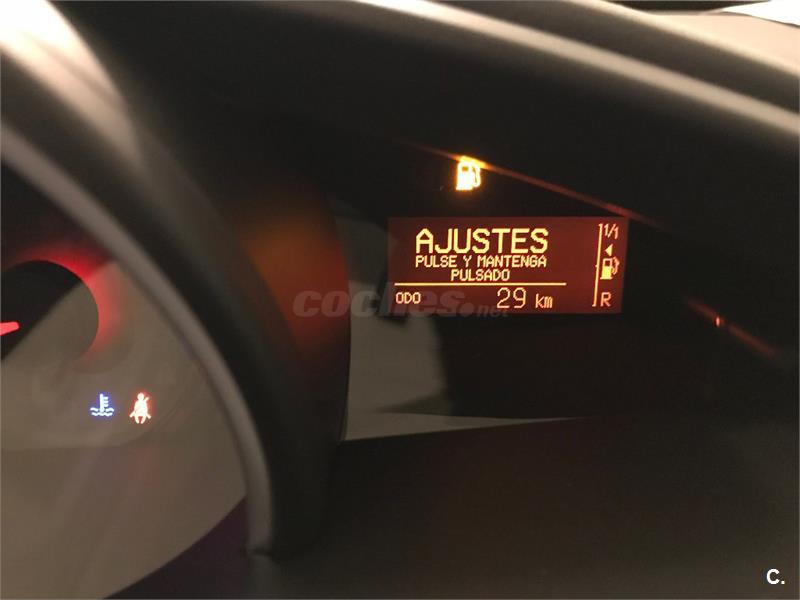 AJUSTES
PULSE Y MANTENGA
PULSADO
ODO 29 km
1/1
R
coches.net
C.